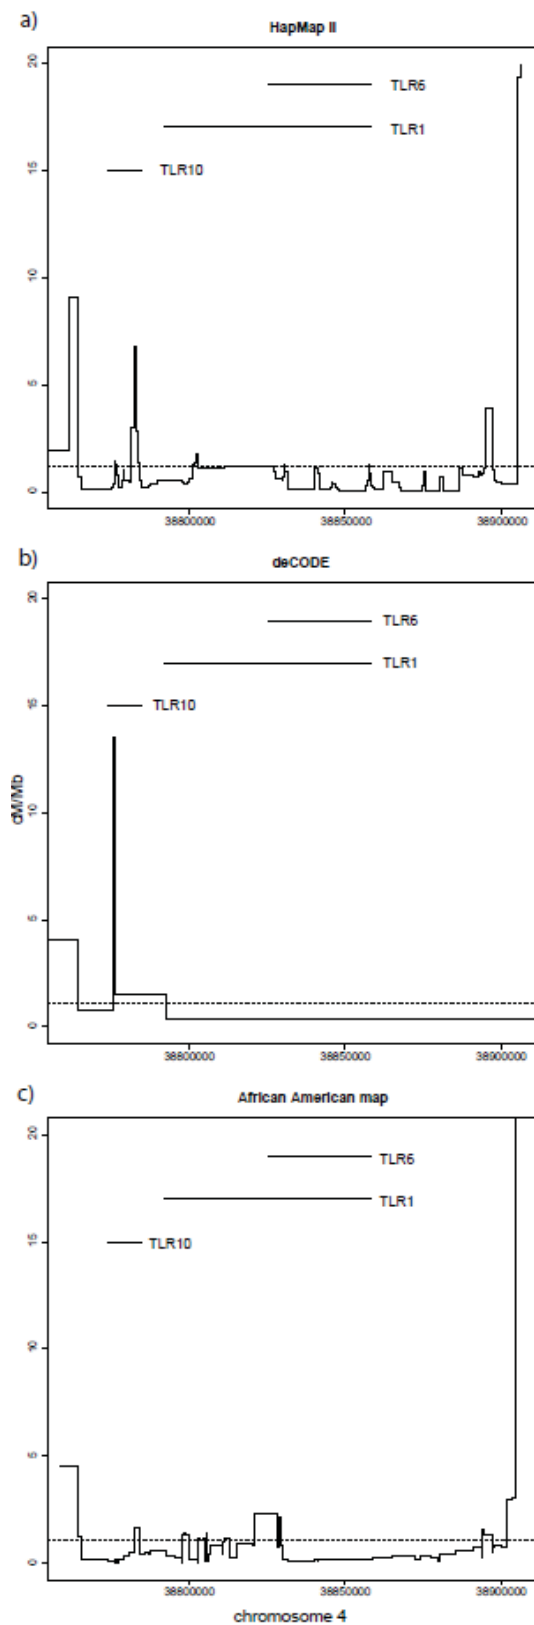 a)
HapMap II
20
TLR6
TLR1
15
TLR10
10
5
0
38800000 38850000 38900000
b)
deCODE
20
TLR6
TLR1
15
TLR10
cM/Mb
10
5
0
38800000 38850000 38900000
c)
African American map
20
TLR6
TLR1
15
TLR10
10
5
0
38800000 38850000 38900000
chromosome 4